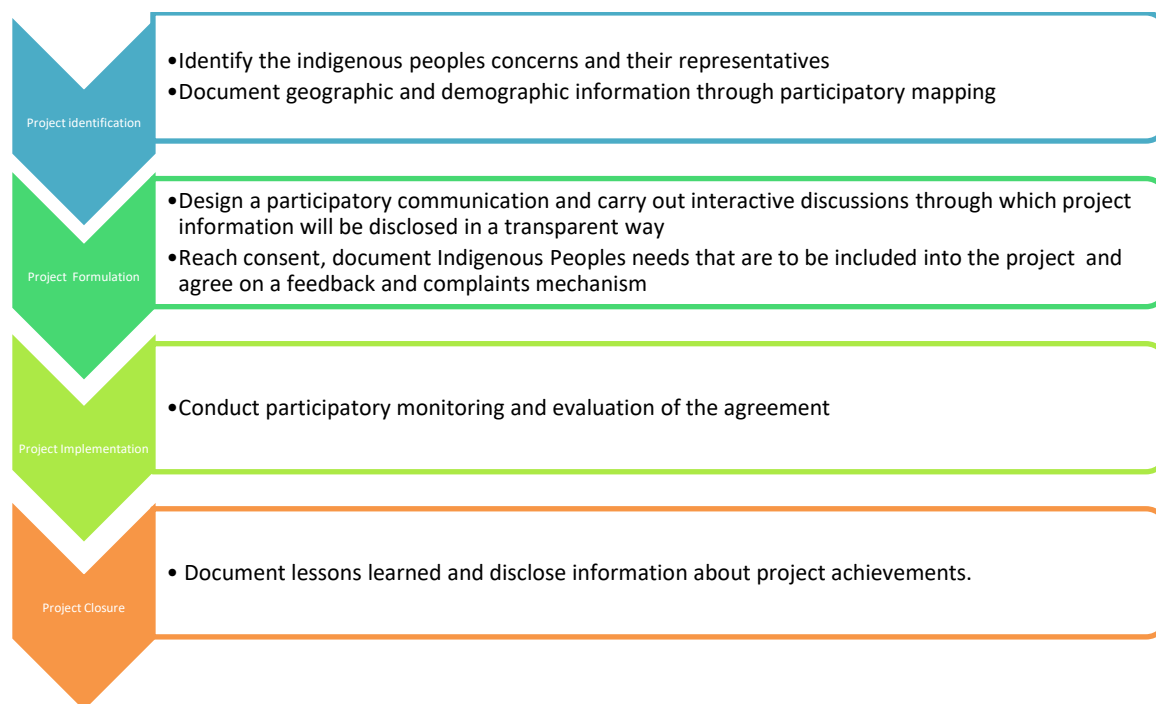 Project identification
•Identify the indigenous peoples concerns and their representatives
•Document geographic and demographic information through participatory mapping
Project Formulation
•Design a participatory communication and carry out interactive discussions through which project
information will be disclosed in a transparent way
•Reach consent, document Indigenous Peoples needs that are to be included into the project and
agree on a feedback and complaints mechanism
Project Implementation
•Conduct participatory monitoring and evaluation of the agreement
Project Closure
• Document lessons learned and disclose information about project achievements.